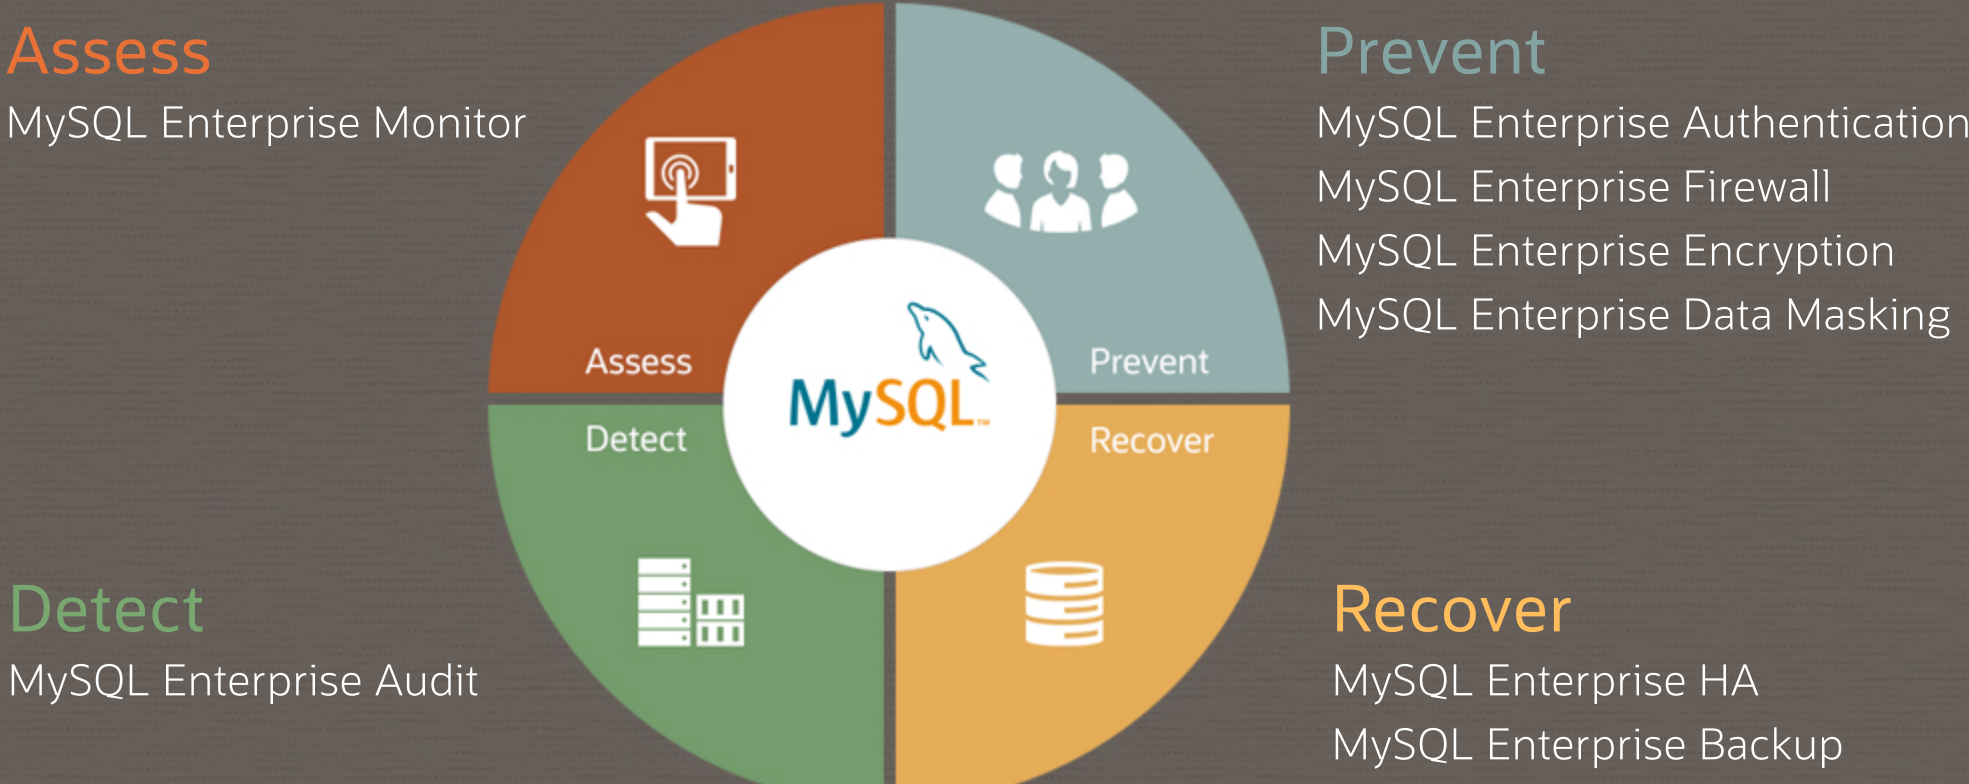 Assess
MySQL Enterprise Monitor
Prevent
MySQL Enterprise Authentication
MySQL Enterprise Firewall
MySQL Enterprise Encryption
MySQL Enterprise Data Masking
Assess
Prevent
MySQL™
Detect
Recover
Detect
MySQL Enterprise Audit
Recover
MySQL Enterprise HA
MySQL Enterprise Backup